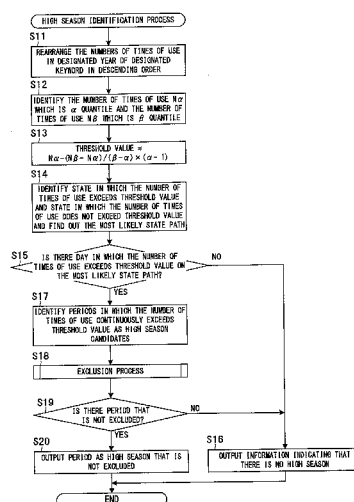 HIGH SEASON IDENTIFICATION PROCESS
S11
REARRANGE THE NUMBERS OF TIMES OF USE
IN DESIGNATED YEAR OF DESIGNATED
KEYWORD IN DESCENDING ORDER
S12
IDENTIFY THE NUMBER OF TIMES OF USE Nα
WHICH IS α QUANTILE AND THE NUMBER OF
TIMES OF USE Nβ WHICH IS β QUANTILE
S13
THRESHOLD VALUE =
Nα-(Nβ-Nα)/(β-α)×(α-1)
S14
IDENTIFY STATE IN WHICH THE NUMBER OF
TIMES OF USE EXCEEDS THRESHOLD VALUE
AND STATE IN WHICH THE NUMBER OF TIMES
OF USE DOES NOT EXCEED THRESHOLD VALUE
AND FIND OUT THE MOST LIKELY STATE PATH
S15
IS THERE DAY IN WHICH THE NUMBER OF
TIMES OF USE EXCEEDS THRESHOLD VALUE ON
THE MOST LIKELY STATE PATH?
NO
YES
S17
IDENTIFY PERIODS IN WHICH THE NUMBER OF
TIMES OF USE CONTINUOUSLY EXCEEDS
THRESHOLD VALUE AS HIGH SEASON
CANDIDATES
S18
EXCLUSION PROCESS
S19
IS THERE PERIOD THAT
IS NOT EXCLUDED?
NO
YES
S20
OUTPUT PERIOD AS HIGH SEASON THAT IS
NOT EXCLUDED
S16
OUTPUT INFORMATION INDICATING THAT
THERE IS NO HIGH SEASON
END